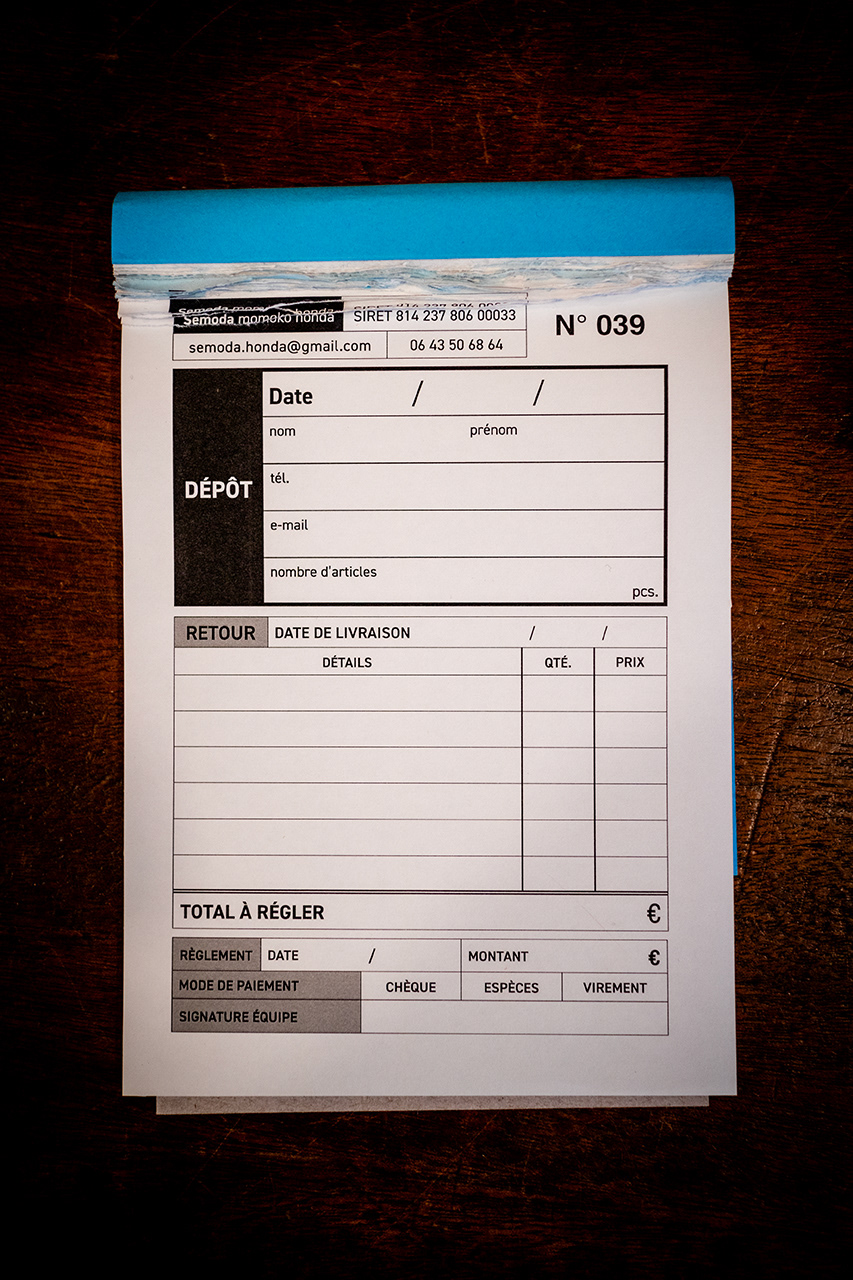 Semoda momoko honda SIRET 814 237 806 00033
semoda.honda@gmail.com 06 43 50 68 64
N° 039
DÉPÔT
Date / /
nom prénom
tél.
e-mail
nombre d'articles
pcs.
RETOUR DATE DE LIVRAISON / /
DÉTAILS QTÉ. PRIX
TOTAL À RÉGLER €
RÈGLEMENT DATE / MONTANT €
MODE DE PAIEMENT CHÈQUE ESPÈCES VIREMENT
SIGNATURE ÉQUIPE